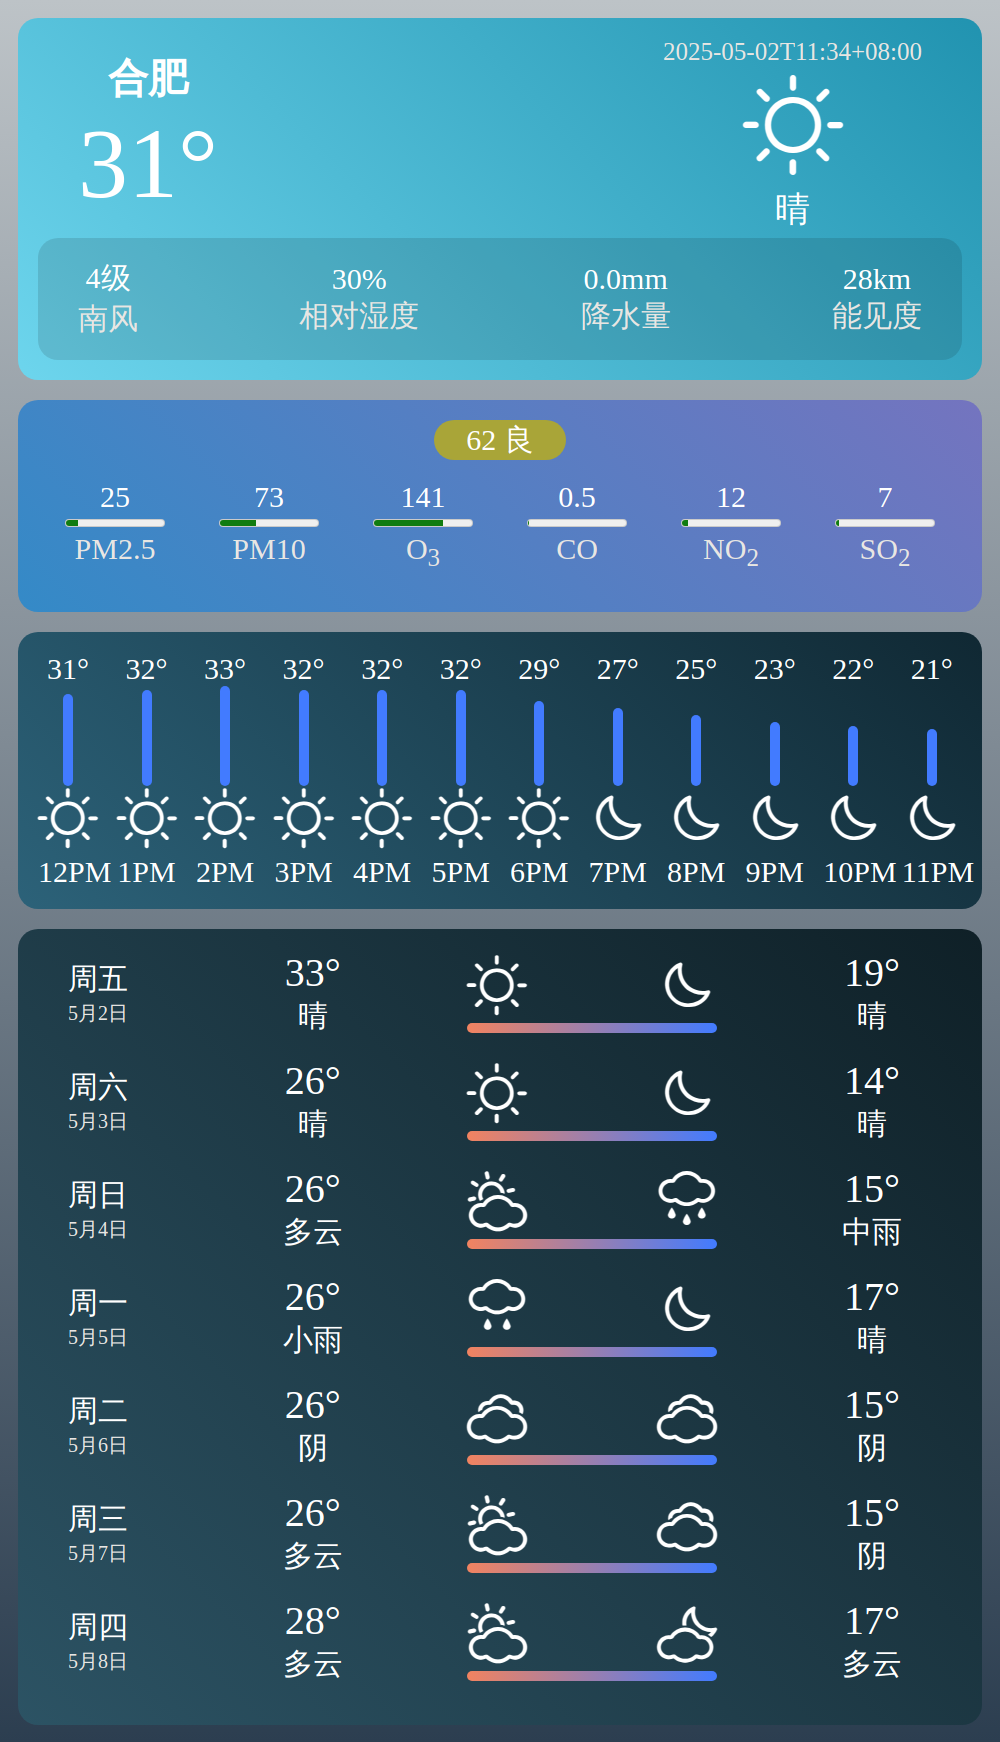 合肥
31°
2025-05-02T11:34+08:00
晴
4级 30% 0.0mm 28km
南风 相对湿度 降水量 能见度
62 良
25 73 141 0.5 12 7
PM2.5 PM10 O3 CO NO2 SO2
31° 32° 33° 32° 32° 32° 29° 27° 25° 23° 22° 21°
12PM 1PM 2PM 3PM 4PM 5PM 6PM 7PM 8PM 9PM 10PM 11PM
周五 33° 19°
5月2日 晴 晴
周六 26° 14°
5月3日 晴 晴
周日 26° 15°
5月4日 多云 中雨
周一 26° 17°
5月5日 小雨 晴
周二 26° 15°
5月6日 阴 阴
周三 26° 15°
5月7日 多云 阴
周四 28° 17°
5月8日 多云 多云